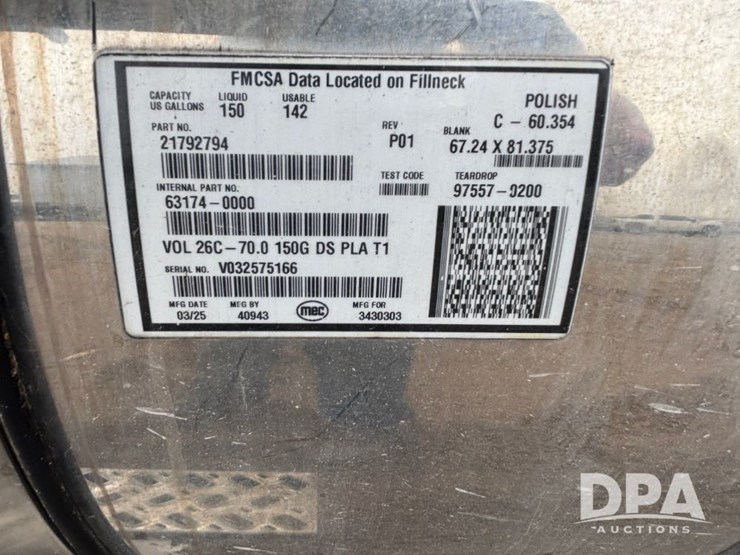 FMCSA Data Located on Fillneck
CAPACITY US GALLONS LIQUID 150 USABLE 142
POLISH
C - 60.354
PART NO.
21792794
REV
P01
BLANK
67.24 X 81.375
TEST CODE
TEARDROP
97557-0200
INTERNAL PART NO.
63174-0000
VOL 26C-70.0 150G DS PLA T1
SERIAL NO. V032575166
MFG DATE
03/25
MFG BY
40943
mec
MFG FOR
3430303
DPA
AUCTIONS